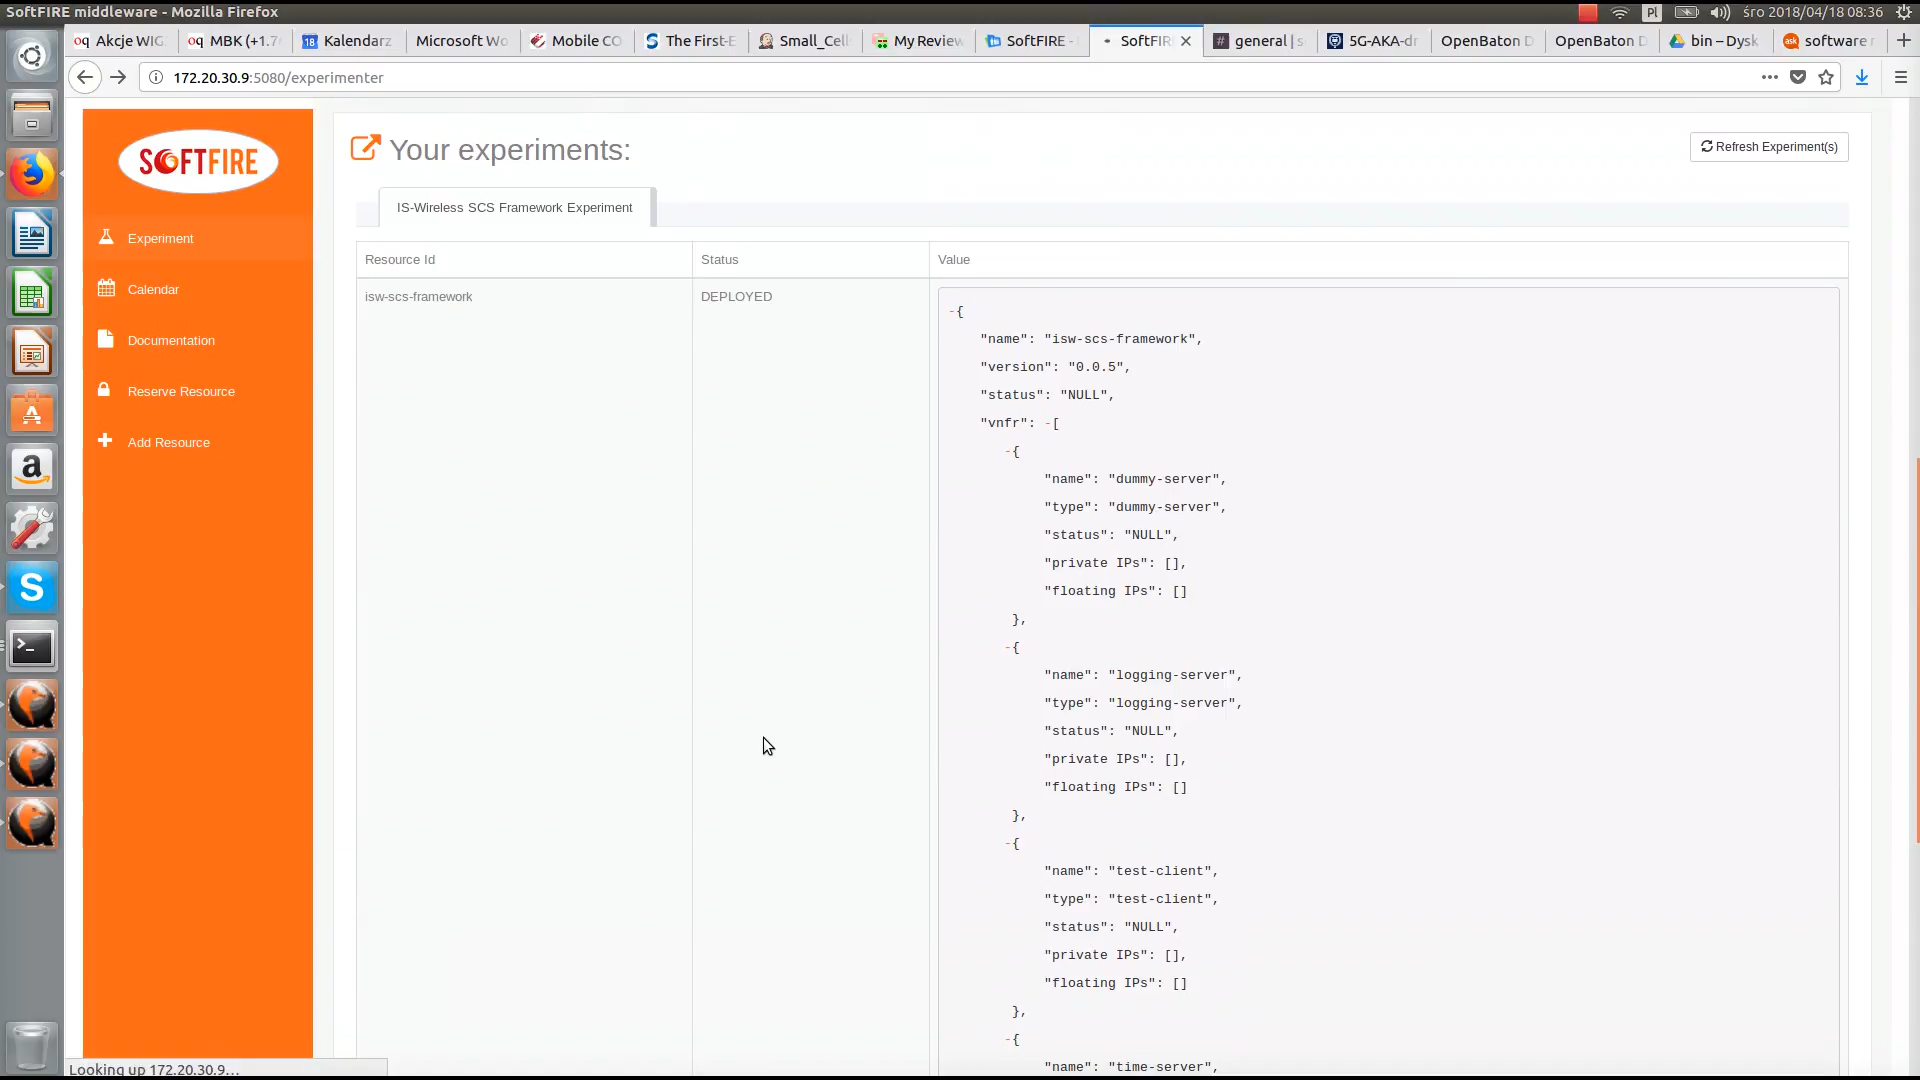 SoftFIRE middleware - Mozilla Firefox
Pl
śro 2018/04/18 08:36
Akcje WIG
MBK (+1.7
18 Kalendarz
Microsoft Wo
Mobile CO
The First-E
Small_Cell
My Review
SoftFIRE -
SoftFIR
general | s
5G-AKA-dr
OpenBaton D
OpenBaton D
bin – Dysk
software r
172.20.30.9:5080/experimenter
SOFTFIRE
Experiment
Calendar
Documentation
Reserve Resource
Add Resource
Your experiments:
Refresh Experiment(s)
IS-Wireless SCS Framework Experiment
Resource Id Status Value
isw-scs-framework DEPLOYED
-{
"name": "isw-scs-framework",
"version": "0.0.5",
"status": "NULL",
"vnfr": -[
-{
"name": "dummy-server",
"type": "dummy-server",
"status": "NULL",
"private IPs": [],
"floating IPs": []
},
-{
"name": "logging-server",
"type": "logging-server",
"status": "NULL",
"private IPs": [],
"floating IPs": []
},
-{
"name": "test-client",
"type": "test-client",
"status": "NULL",
"private IPs": [],
"floating IPs": []
},
-{
"name": "time-server",
Looking up 172.20.30.9...